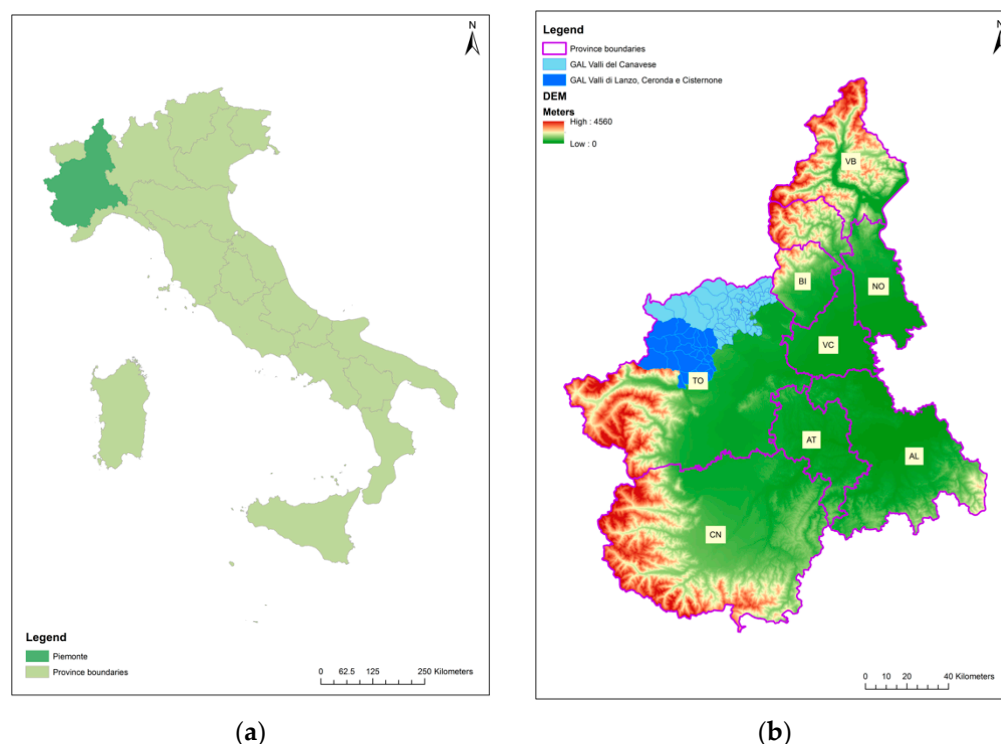 N
Legend
Piemonte
Province boundaries
0 62.5 125 250 Kilometers
(a)
N
Legend
Province boundaries
GAL Valli del Canavese
GAL Valli di Lanzo, Ceronda e Cisternone
DEM
Meters
High : 4560
Low : 0
VB
BI
NO
VC
TO
AT
AL
CN
0 10 20 40 Kilometers
(b)